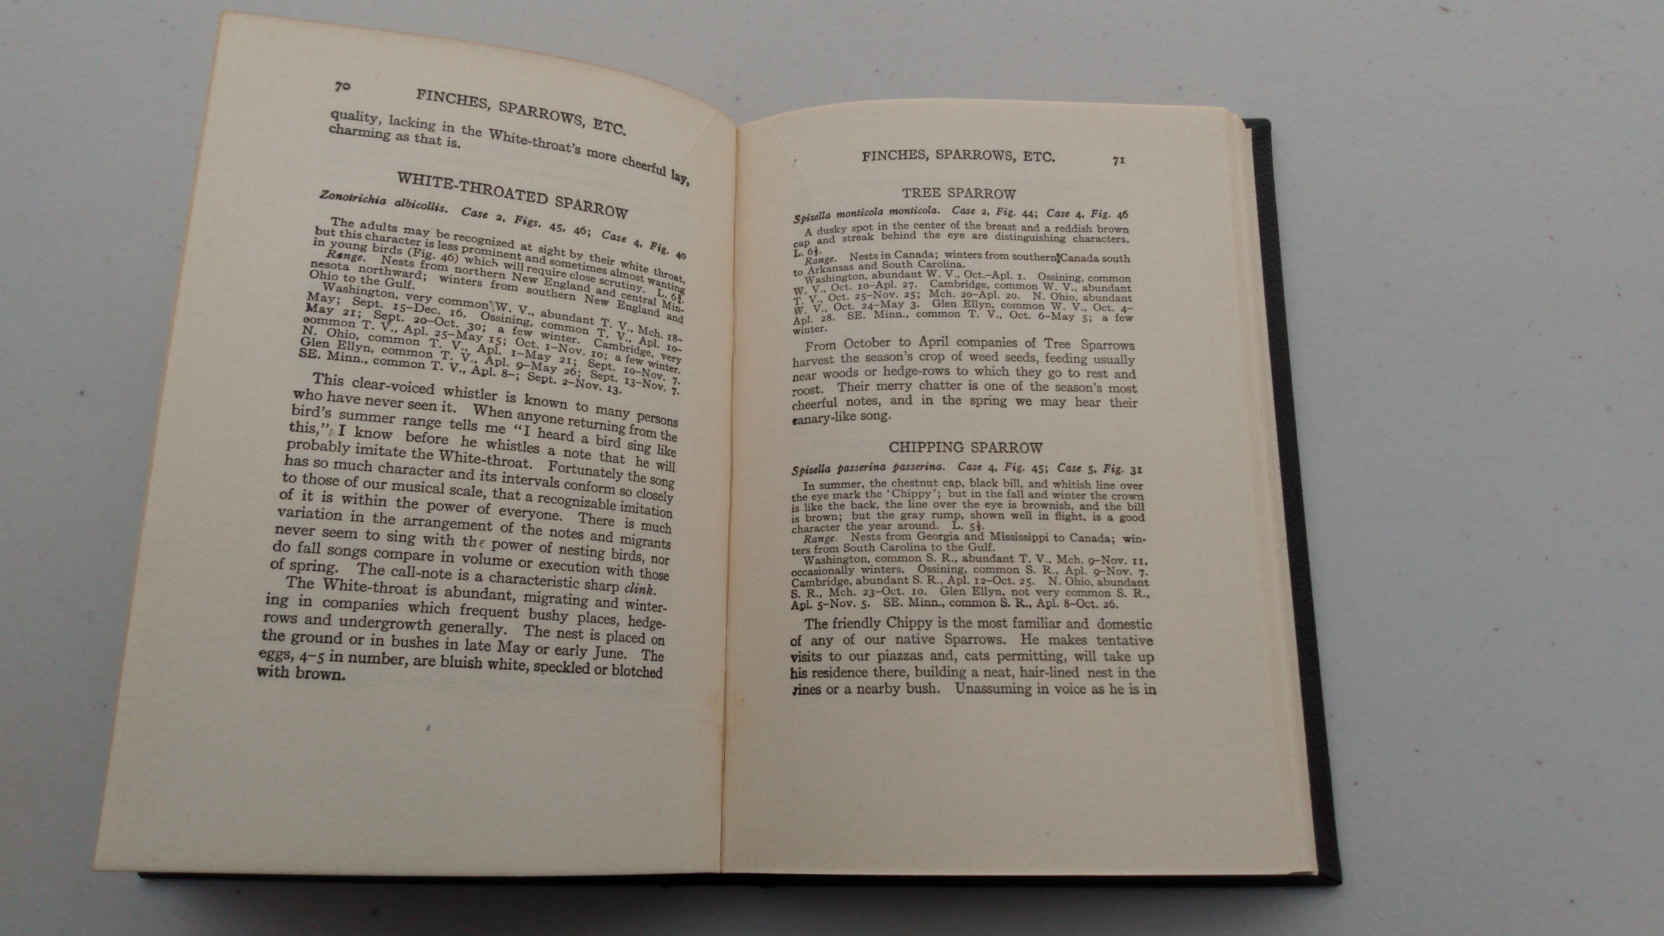 70
FINCHES, SPARROWS, ETC.
quality, lacking in the White-throat's more cheerful lay,
charming as that is.
WHITE-THROATED SPARROW
Zonotrichia albicollis. Case 2, Figs. 45, 46; Case 4, Fig. 40
The adults may be recognized at sight by their white throat,
but this character is less prominent and sometimes almost wanting
in young birds (Fig. 46) which will require close scrutiny. L. 6¾.
Range. Nests from northern New England and central Min-
nesota northward; winters from southern New England and
Ohio to the Gulf.
Washington, very common W. V., abundant T. V., Mch. 18-
May; Sept. 15-Dec. 16. Ossining, common T. V., Apl. 10-
May 21; Sept. 20-Oct. 30; a few winter. Cambridge, very
common T. V., Apl. 25-May 15; Oct. 1-Nov. 10; a few winter.
N. Ohio, common T. V., Apl. 1-May 21; Sept. 10-Nov. 7.
Glen Ellyn, common T. V., Apl. 9-May 26; Sept. 13-Nov. 7.
SE. Minn., common T. V., Apl. 8-; Sept. 2-Nov. 13.
This clear-voiced whistler is known to many persons
who have never seen it. When anyone returning from the
bird's summer range tells me "I heard a bird sing like
this," I know before he whistles a note that he will
probably imitate the White-throat. Fortunately the song
has so much character and its intervals conform so closely
to those of our musical scale, that a recognizable imitation
of it is within the power of everyone. There is much
variation in the arrangement of the notes and migrants
never seem to sing with the power of nesting birds, nor
do fall songs compare in volume or execution with those
of spring. The call-note is a characteristic sharp clink.
The White-throat is abundant, migrating and winter-
ing in companies which frequent bushy places, hedge-
rows and undergrowth generally. The nest is placed on
the ground or in bushes in late May or early June. The
eggs, 4-5 in number, are bluish white, speckled or blotched
with brown.
FINCHES, SPARROWS, ETC. 71
TREE SPARROW
Spizella monticola monticola. Case 2, Fig. 44; Case 4, Fig. 46
A dusky spot in the center of the breast and a reddish brown
cap and streak behind the eye are distinguishing characters.
L. 6¼.
Range. Nests in Canada; winters from southern Canada south
to Arkansas and South Carolina.
Washington, abundant W. V., Oct.-Apl. 1. Ossining, common
W. V., Oct. 10-Apl. 27. Cambridge, common W. V., abundant
T. V., Oct. 25-Nov. 25; Mch. 20-Apl. 20. N. Ohio, abundant
W. V., Oct. 24-May 3. Glen Ellyn, common W. V., Oct. 4-
Apl. 28. SE. Minn., common T. V., Oct. 6-May 5; a few
winter.
From October to April companies of Tree Sparrows
harvest the season's crop of weed seeds, feeding usually
near woods or hedge-rows to which they go to rest and
roost. Their merry chatter is one of the season's most
cheerful notes, and in the spring we may hear their
canary-like song.
CHIPPING SPARROW
Spizella passerina passerina. Case 4, Fig. 45; Case 5, Fig. 31
In summer, the chestnut cap, black bill, and whitish line over
the eye mark the 'Chippy'; but in the fall and winter the crown
is like the back, the line over the eye is brownish, and the bill
is brown; but the gray rump, shown well in flight, is a good
character the year around. L. 5¼.
Range. Nests from Georgia and Mississippi to Canada; win-
ters from South Carolina to the Gulf.
Washington, common S. R., abundant T. V., Mch. 9-Nov. 11,
occasionally winters. Ossining, common S. R., Apl. 9-Nov. 7.
Cambridge, abundant S. R., Apl. 12-Oct. 25. N. Ohio, abundant
S. R., Mch. 23-Oct. 10. Glen Ellyn, not very common S. R.,
Apl. 5-Nov. 5. SE. Minn., common S. R., Apl. 8-Oct. 26.
The friendly Chippy is the most familiar and domestic
of any of our native Sparrows. He makes tentative
visits to our piazzas and, cats permitting, will take up
his residence there, building a neat, hair-lined nest in the
vines or a nearby bush. Unassuming in voice as he is in